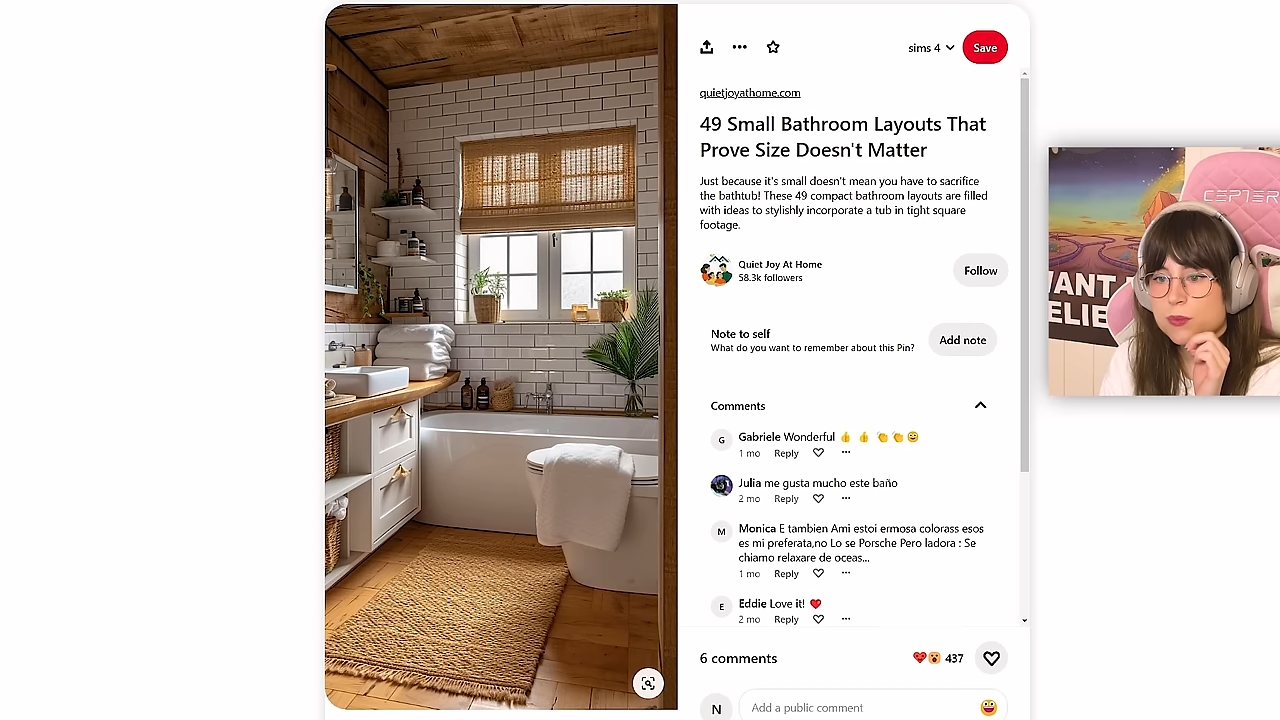 sims 4
Save
quietjoyathome.com
49 Small Bathroom Layouts That
Prove Size Doesn't Matter
Just because it's small doesn't mean you have to sacrifice
the bathtub! These 49 compact bathroom layouts are filled
with ideas to stylishly incorporate a tub in tight square
footage.
Quiet Joy At Home
58.3k followers
Follow
Note to self
What do you want to remember about this Pin?
Add note
Comments
G
Gabriele Wonderful 👍 👍 👏 👏 😄
1 mo Reply
Julia me gusta mucho este baño
2 mo Reply
M
Monica E tambien Ami estoi ermosa colorass esos
es mi preferata,no Lo se Porsche Pero ladora : Se
chiamo relaxare de oceas...
1 mo Reply
E
Eddie Love it! ❤️
2 mo Reply
6 comments
437
N
Add a public comment
CEPTER
WANT
ELIE